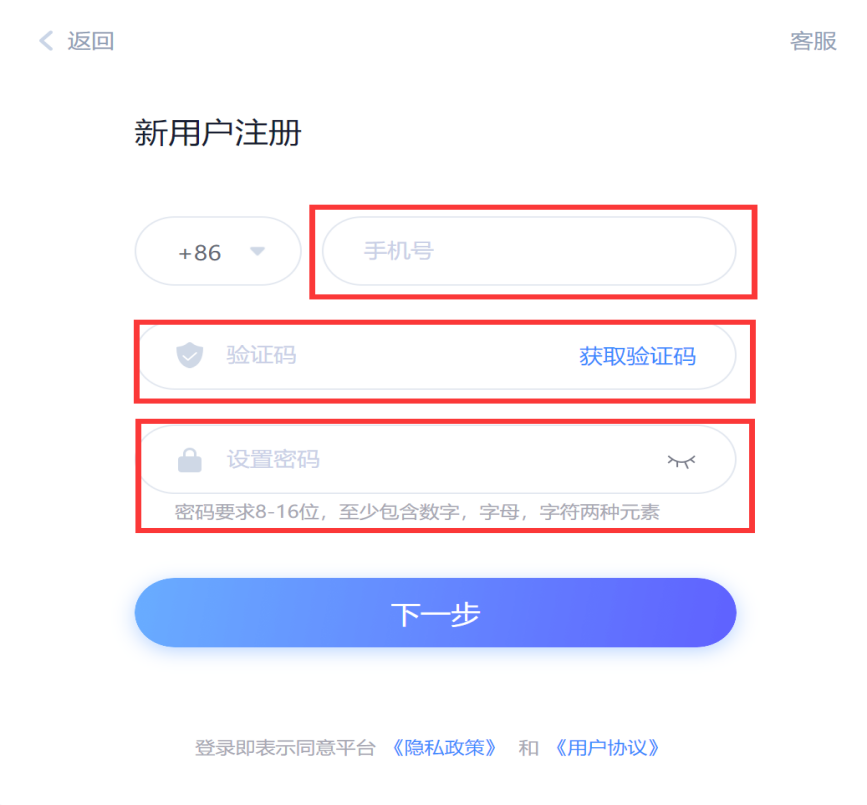 返回 客服
新用户注册
+86 手机号
验证码 获取验证码
设置密码
密码要求8-16位，至少包含数字，字母，字符两种元素
下一步
登录即表示同意平台 《隐私政策》 和 《用户协议》